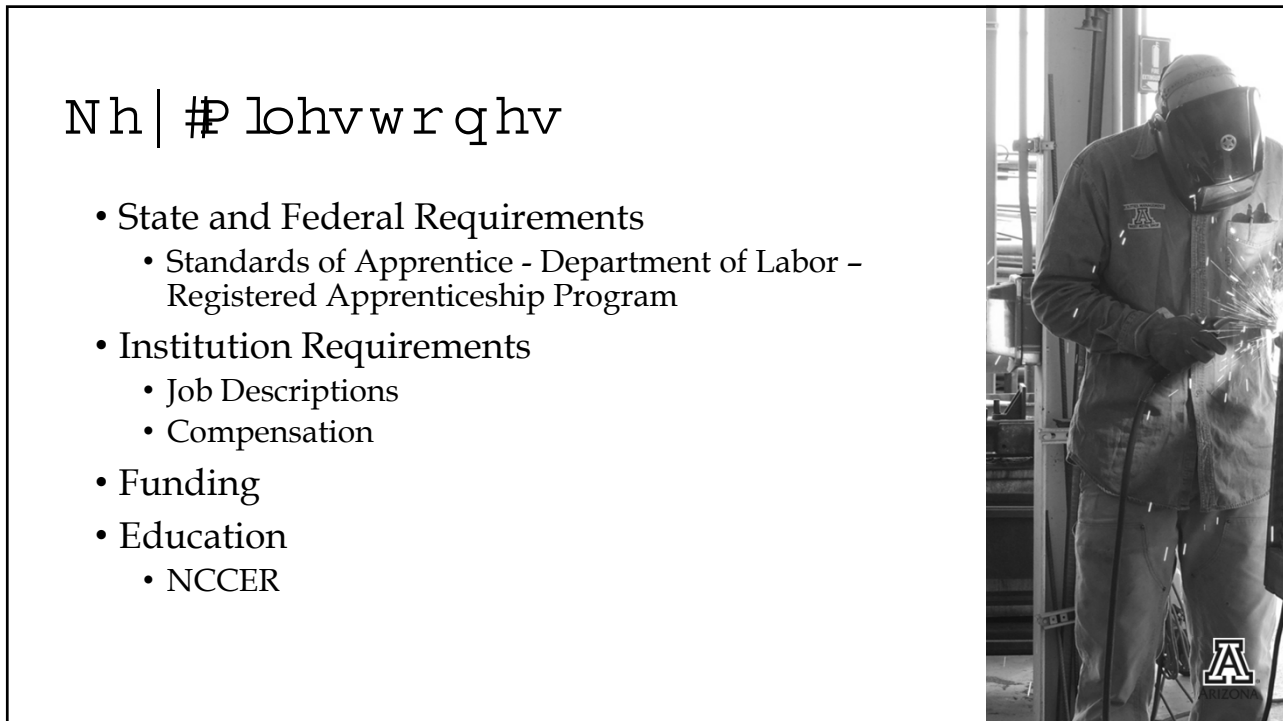 Nh| #Plohvwrqhv
• State and Federal Requirements
• Standards of Apprentice - Department of Labor –
Registered Apprenticeship Program
• Institution Requirements
• Job Descriptions
• Compensation
• Funding
• Education
• NCCER
A
A
ARIZONA